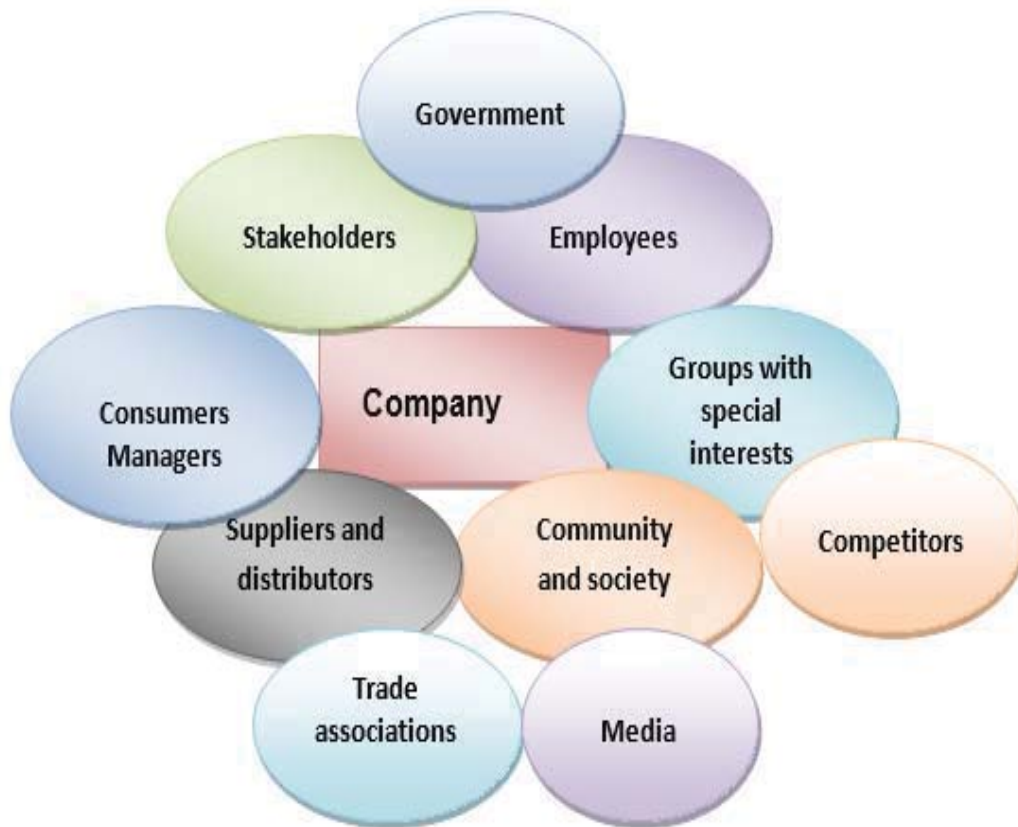 Government
Stakeholders
Employees
Company
Groups with
special
interests
Consumers
Managers
Suppliers and
distributors
Community
and society
Competitors
Trade
associations
Media